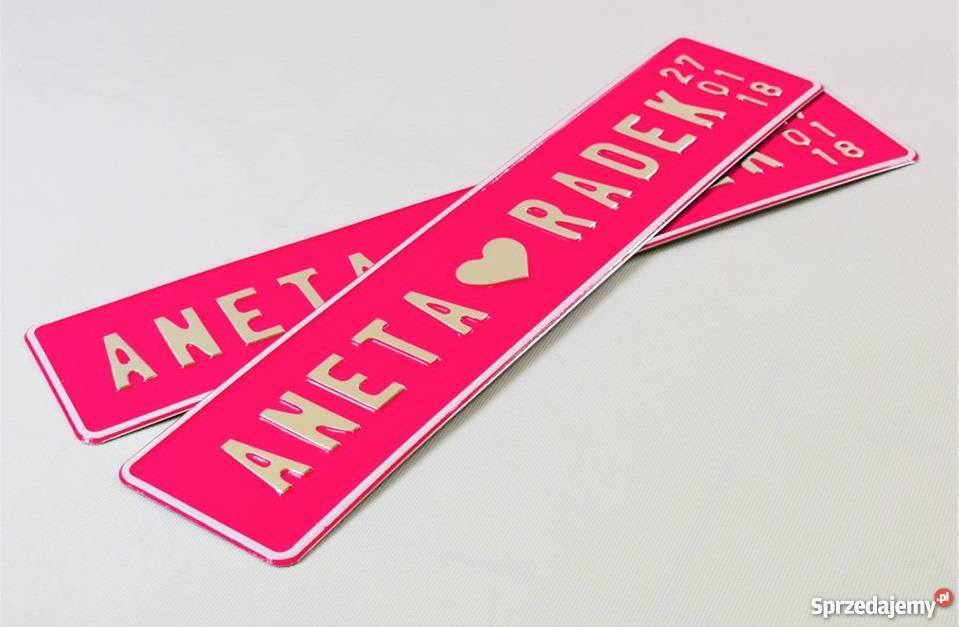 ANETA ♥ RADEK
27
01
18
ANETA
01
18
Sprzedajemy.pl